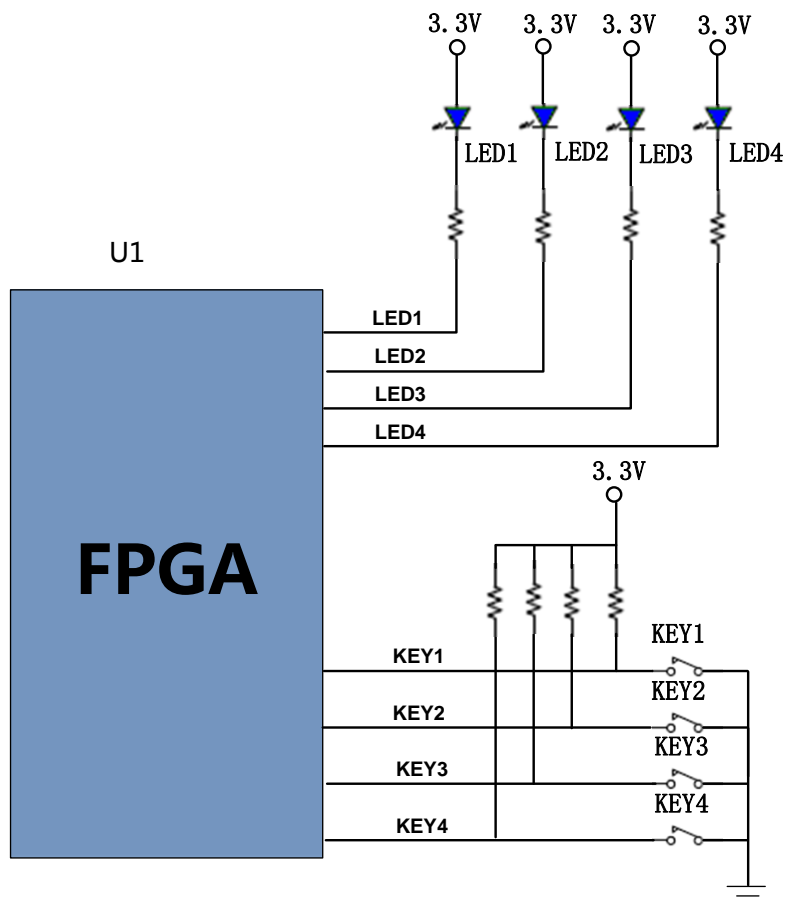 3.3V 3.3V 3.3V 3.3V
LED1 LED2 LED3 LED4
U1
LED1
LED2
LED3
LED4
3.3V
FPGA
KEY1
KEY1
KEY2
KEY2
KEY3
KEY3
KEY4
KEY4